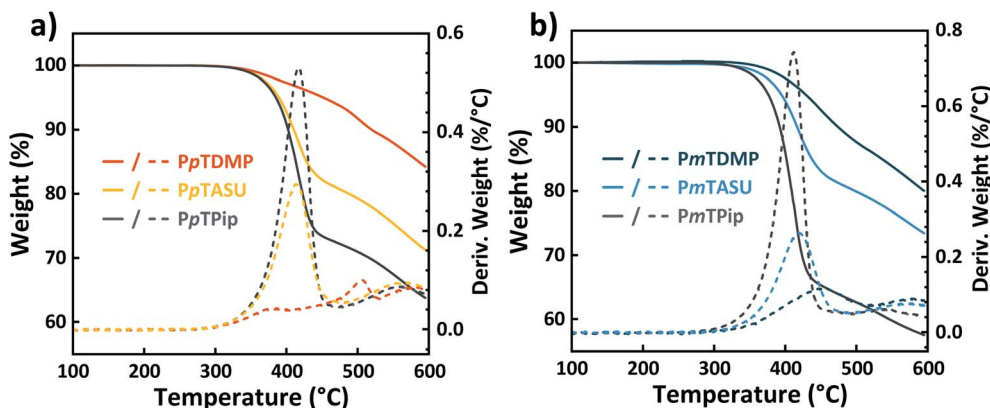 a)
Weight (%)
100
90
80
70
60
0.6
0.4
0.2
0.0
Deriv. Weight (%/°C)
/ PpTDMP
/ PpTASU
/ PpTPip
100 200 300 400 500 600
Temperature (°C)
b)
Weight (%)
100
90
80
70
60
0.8
0.6
0.4
0.2
0.0
Deriv. Weight (%/°C)
/ PmTDMP
/ PmTASU
/ PmTPip
100 200 300 400 500 600
Temperature (°C)